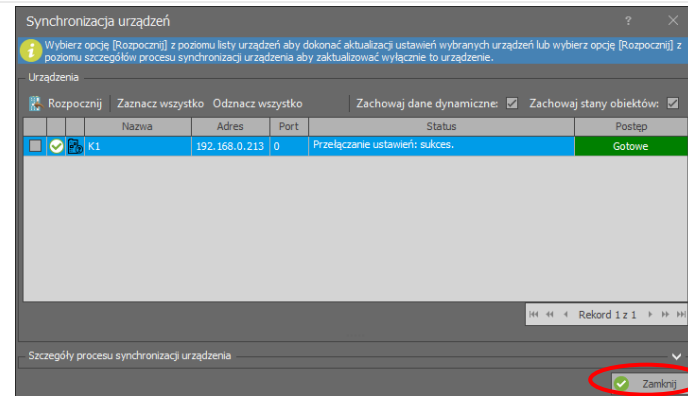 Synchronizacja urządzeń
?
Wybierz opcję [Rozpocznij] z poziomu listy urządzeń aby dokonać aktualizacji ustawień wybranych urządzeń lub wybierz opcję [Rozpocznij] z
poziomu szczegółów procesu synchronizacji urządzenia aby zaktualizować wyłącznie to urządzenie.
Urządzenia
Rozpocznij Zaznacz wszystko Odznacz wszystko Zachowaj dane dynamiczne: Zachowaj stany obiektów:
Nazwa Adres Port Status Postęp
K1 192.168.0.213 0 Przełączanie ustawień: sukces. Gotowe
Rekord 1 z 1
Szczegóły procesu synchronizacji urządzenia
Zamknij